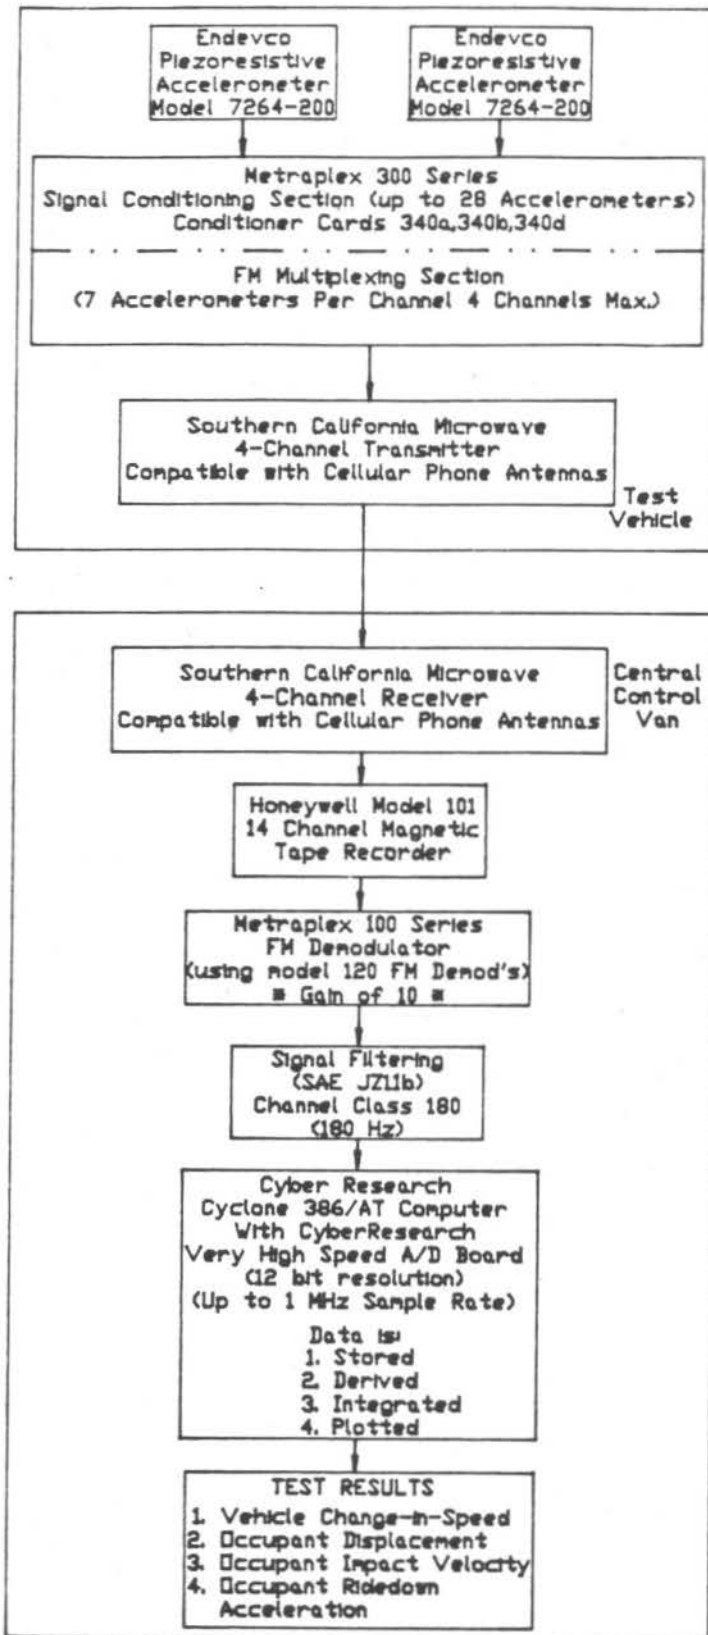 Endevco
Piezoresistive
Accelerometer
Model 7264-200
Endevco
Piezoresistive
Accelerometer
Model 7264-200
Metraplex 300 Series
Signal Conditioning Section (up to 28 Accelerometers)
Conditioner Cards 340a,340b,340d
FM Multiplexing Section
(7 Accelerometers Per Channel 4 Channels Max.)
Southern California Microwave
4-Channel Transmitter
Compatible with Cellular Phone Antennas
Test
Vehicle
Southern California Microwave
4-Channel Receiver
Compatible with Cellular Phone Antennas
Central
Control
Van
Honeywell Model 101
14 Channel Magnetic
Tape Recorder
Metraplex 100 Series
FM Demodulator
(using model 120 FM Demod's)
* Gain of 10 *
Signal Filtering
(SAE J211b)
Channel Class 180
(180 Hz)
Cyber Research
Cyclone 386/AT Computer
With CyberResearch
Very High Speed A/D Board
(12 bit resolution)
(Up to 1 MHz Sample Rate)
Data is:
1. Stored
2. Derived
3. Integrated
4. Plotted
TEST RESULTS
1. Vehicle Change-in-Speed
2. Occupant Displacement
3. Occupant Impact Velocity
4. Occupant Ridedown
Acceleration